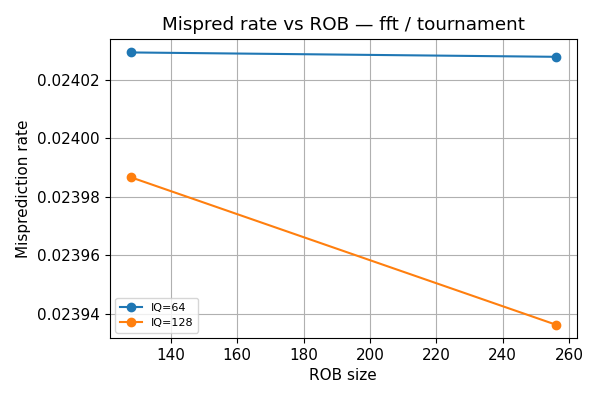 Mispred rate vs ROB — fft / tournament
Misprediction rate
0.02402
0.02400
0.02398
0.02396
0.02394
IQ=64
IQ=128
140 160 180 200 220 240 260
ROB size